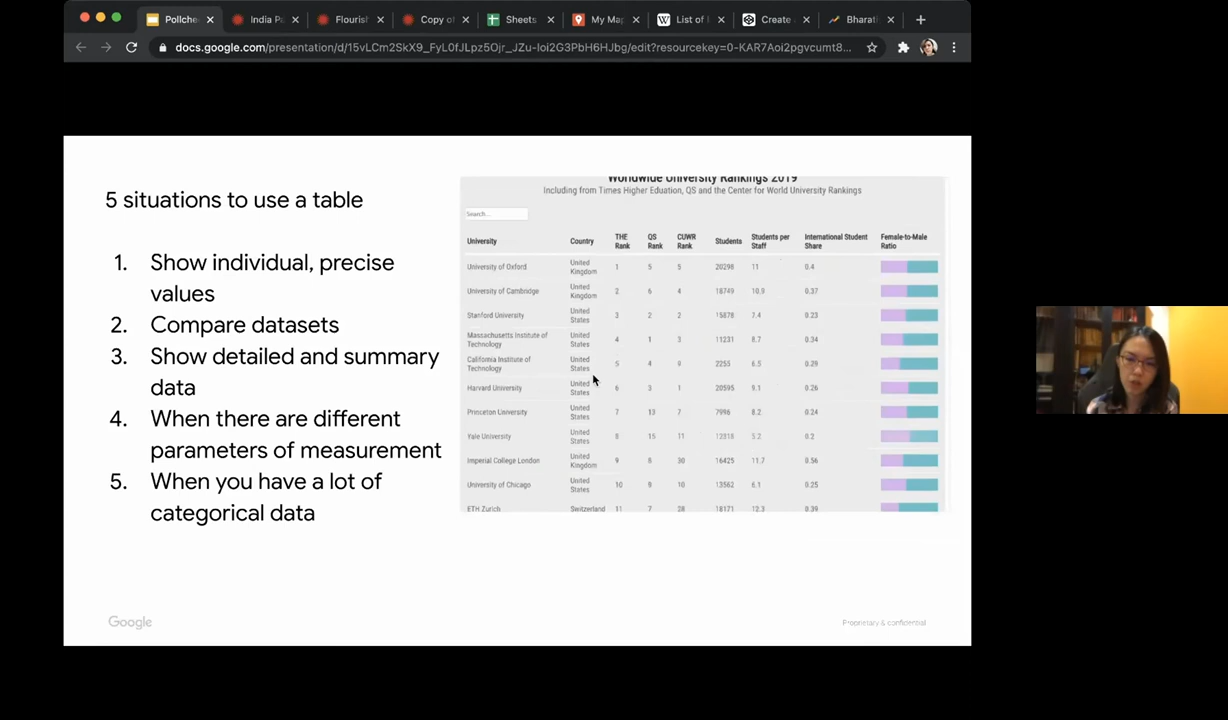 Pollche
India Pa
Flourish
Copy of
Sheets
My Map
List of
Create
Bharat
docs.google.com/presentation/d/15vLCm2SkX9_FyL0fJLpz5Ojr_JZu-Ioi2G3PbH6HJbg/edit?resourcekey=0-KAR7Aoi2pgvcumt8...
5 situations to use a table
1. Show individual, precise
values
2. Compare datasets
3. Show detailed and summary
data
4. When there are different
parameters of measurement
5. When you have a lot of
categorical data
Worldwide University Rankings 2019
Including from Times Higher Eduation, QS and the Center for World University Rankings
Search...
University Country THE Rank QS Rank CUWR Rank Students Students per Staff International Student Share Female-to-Male Ratio
University of Oxford United Kingdom 1 5 5 20298 11 0.4
University of Cambridge United Kingdom 2 6 4 18749 10.9 0.37
Stanford University United States 3 2 2 15878 7.4 0.23
Massachusetts Institute of Technology United States 4 1 3 11231 8.7 0.34
California Institute of Technology United States 5 4 9 2255 6.5 0.29
Harvard University United States 6 3 1 20595 9.1 0.26
Princeton University United States 7 13 7 7996 8.2 0.24
Yale University United States 8 15 11 12318 5.2 0.2
Imperial College London United Kingdom 9 8 30 16425 11.7 0.56
University of Chicago United States 10 9 10 13562 6.1 0.25
ETH Zurich Switzerland 11 7 28 18171 12.3 0.39
Google
Proprietary & confidential